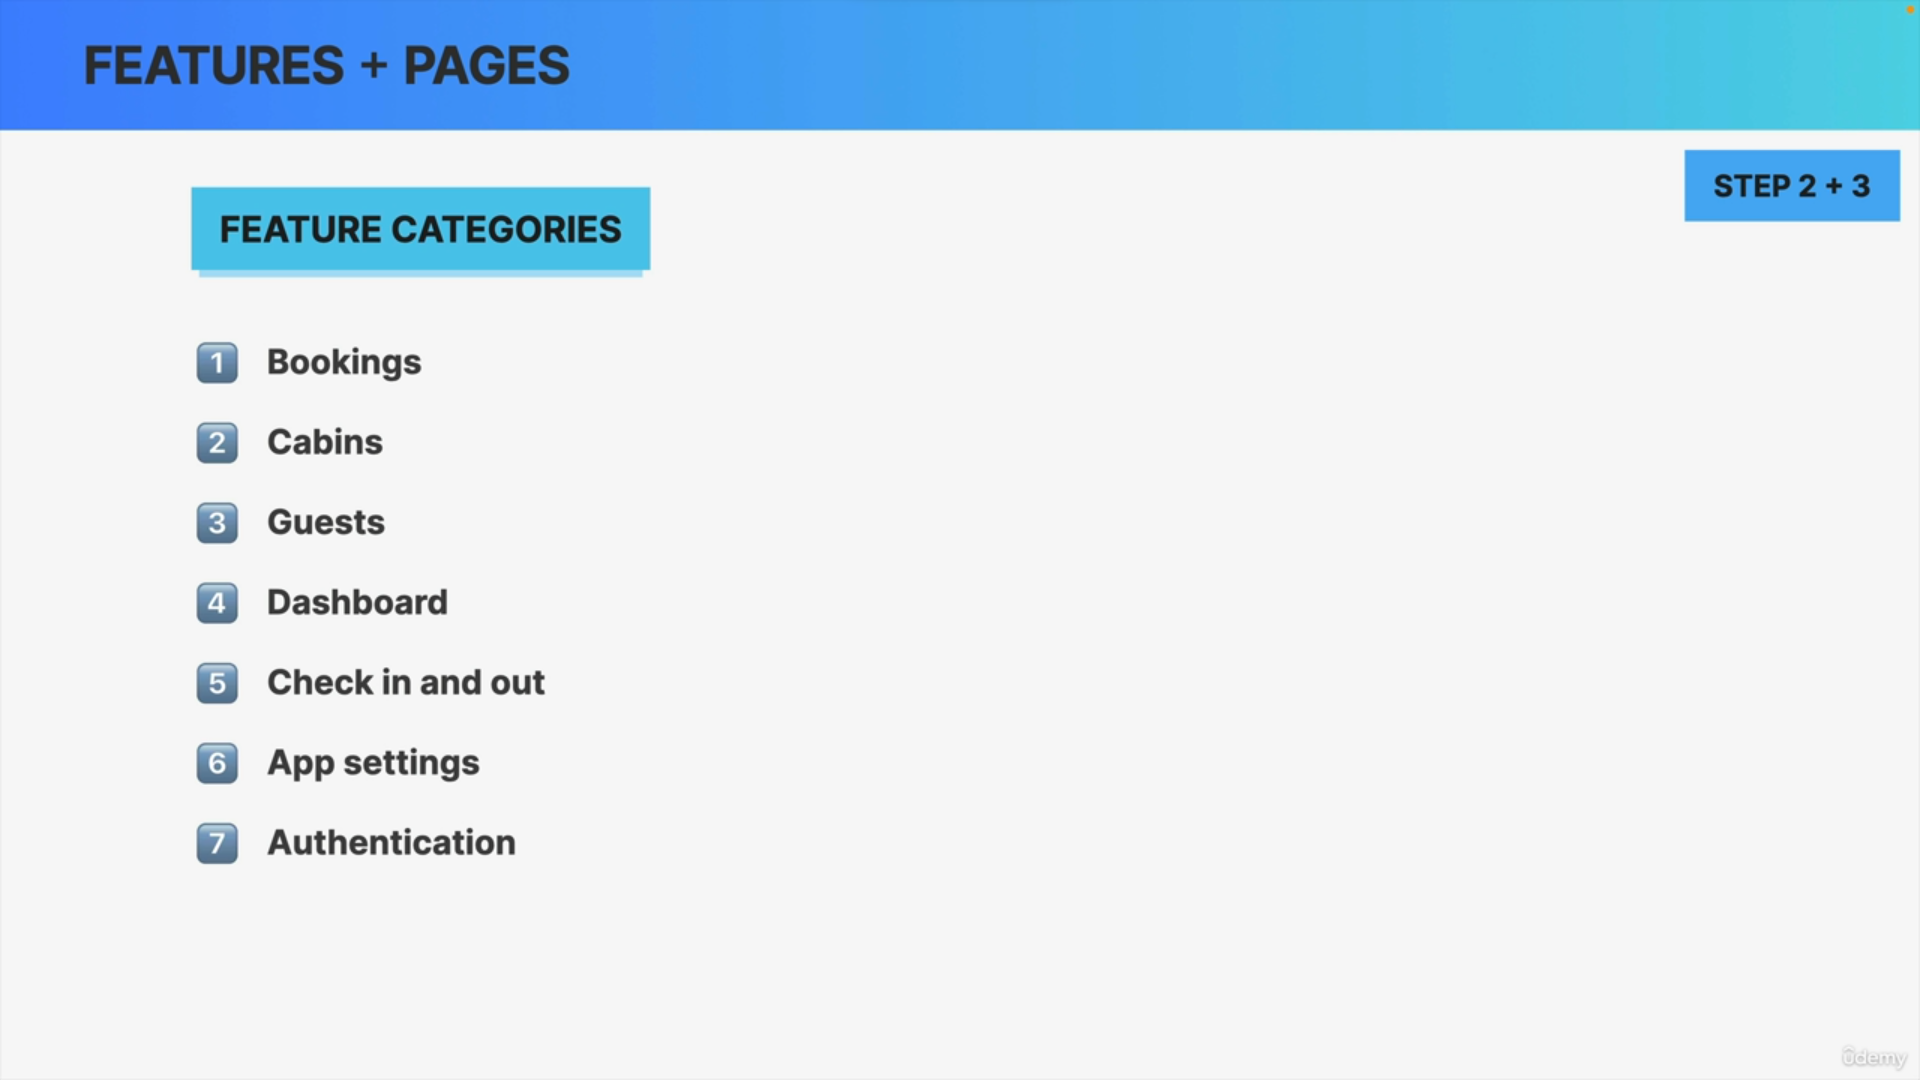 FEATURES + PAGES
STEP 2 + 3
FEATURE CATEGORIES
1 Bookings
2 Cabins
3 Guests
4 Dashboard
5 Check in and out
6 App settings
7 Authentication
ûdemy